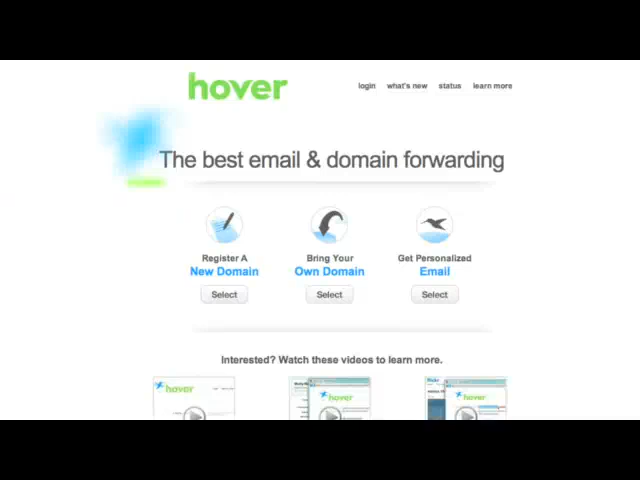 hover
login what's new status learn more
The best email & domain forwarding
Register A Bring Your Get Personalized
New Domain Own Domain Email
Select Select Select
Interested? Watch these videos to learn more.
hover hover hover